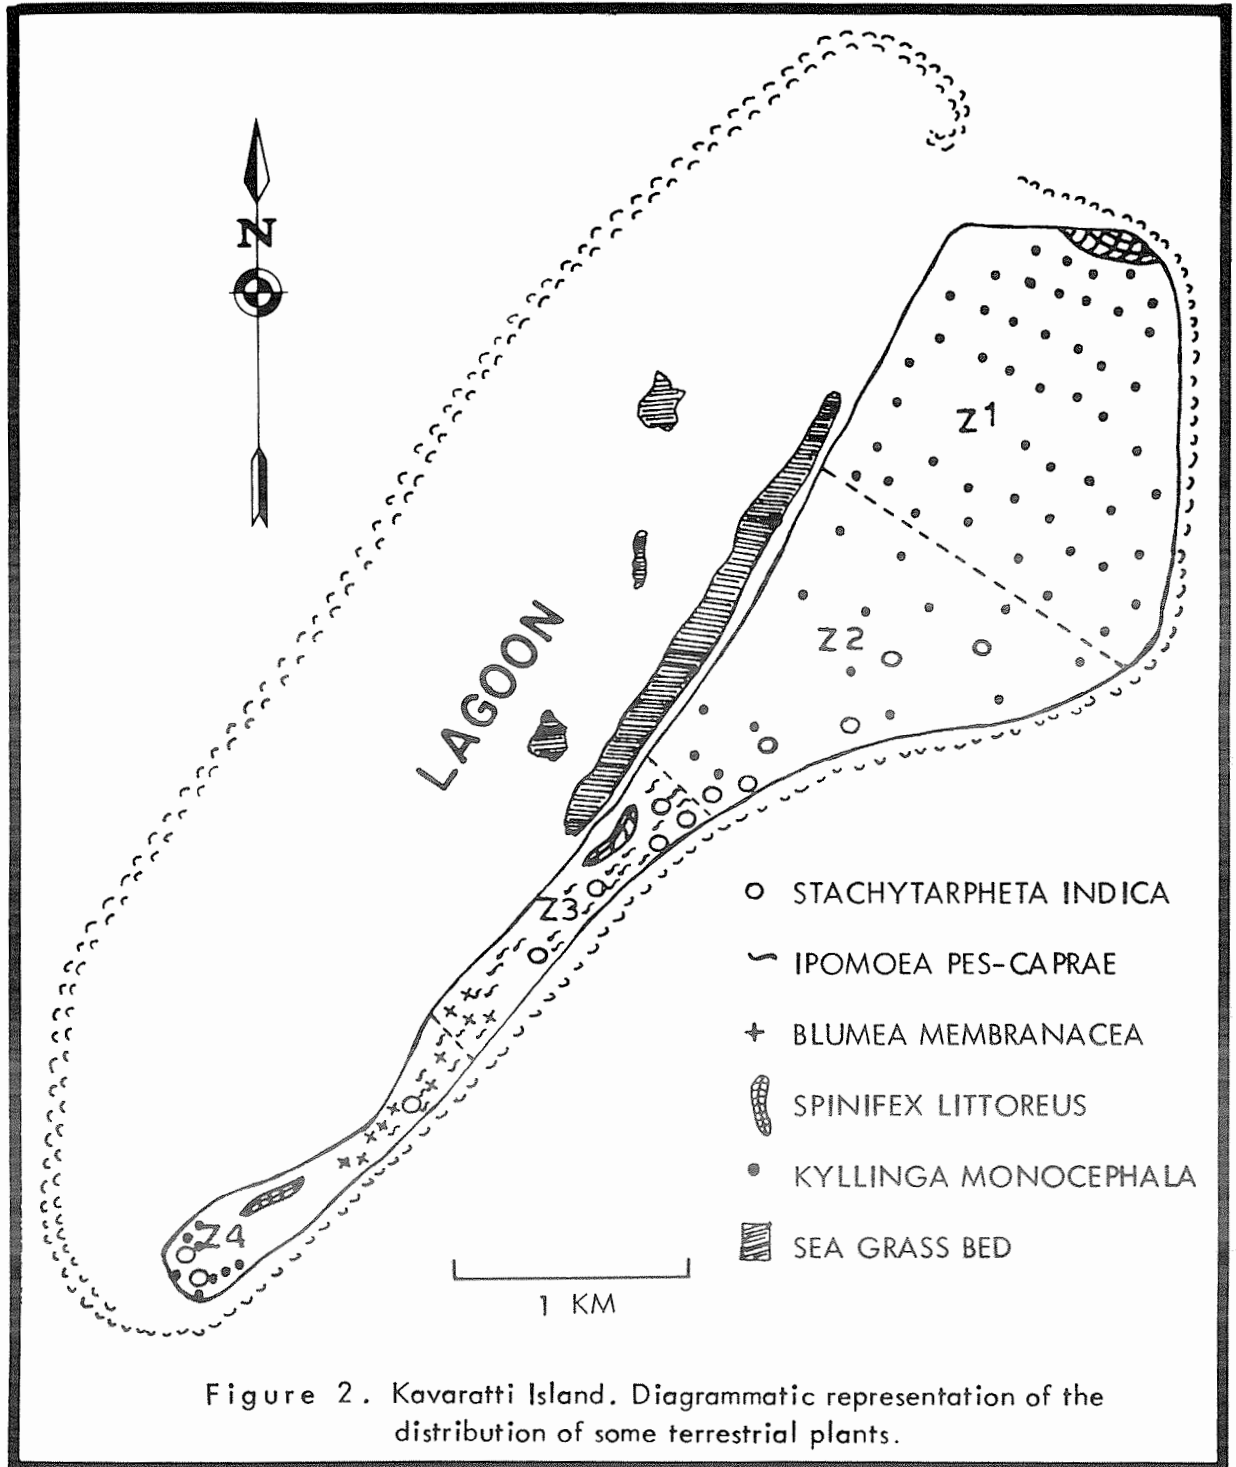 N
Z1
Z2
LAGOON
Z3
Z4
STACHYTARPHETA INDICA
IPOMOEA PES-CAPRAE
BLUMEA MEMBRANACEA
SPINIFEX LITTOREUS
KYLLINGA MONOCEPHALA
SEA GRASS BED
1 KM
Figure 2. Kavaratti Island. Diagrammatic representation of the
distribution of some terrestrial plants.